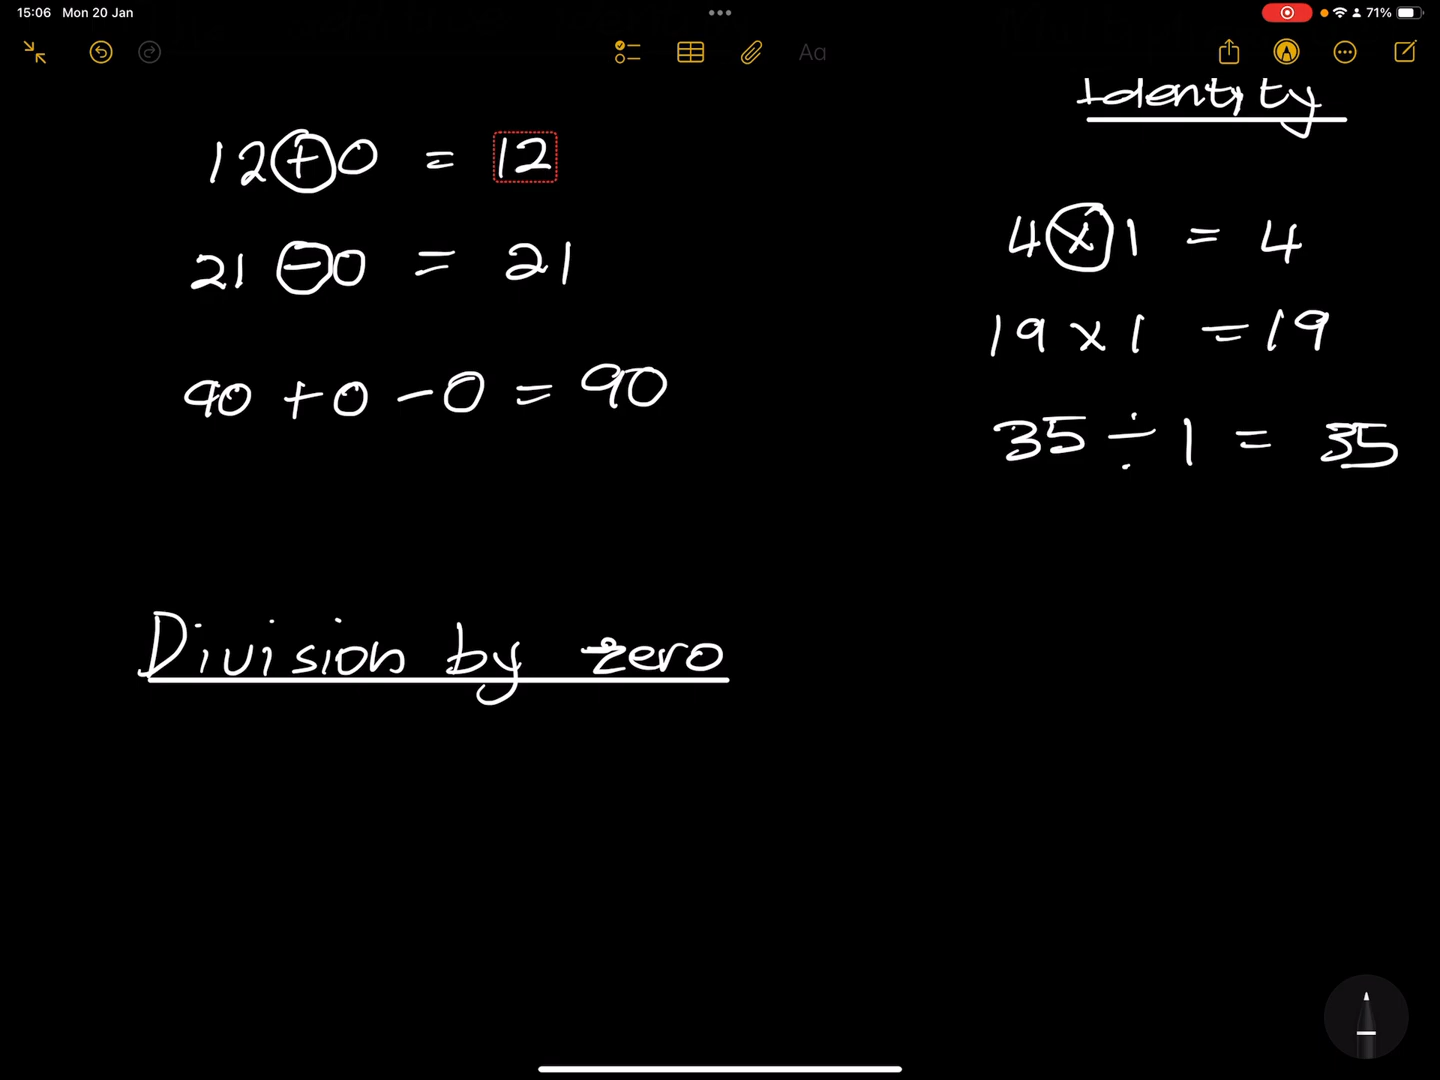 15:06 Mon 20 Jan
71%
Aa
Identity
12 + 0 = 12
21 - 0 = 21
90 + 0 - 0 = 90
4 × 1 = 4
19 × 1 = 19
35 ÷ 1 = 35
Division by zero